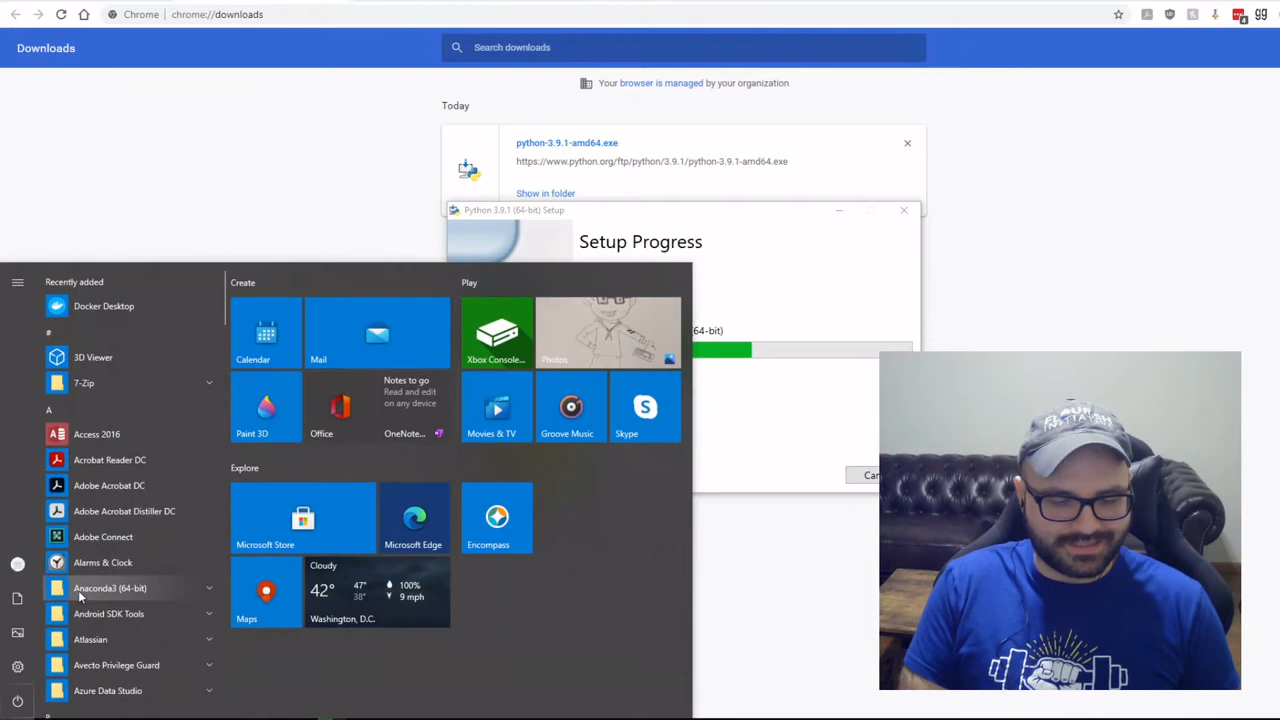 Chrome | chrome://downloads
gg
Downloads
Search downloads
Your browser is managed by your organization
Today
python-3.9.1-amd64.exe
https://www.python.org/ftp/python/3.9.1/python-3.9.1-amd64.exe
Show in folder
Python 3.9.1 (64-bit) Setup
Setup Progress
(64-bit)
Recently added
Docker Desktop
#
3D Viewer
7-Zip
A
Access 2016
Acrobat Reader DC
Adobe Acrobat DC
Adobe Acrobat Distiller DC
Adobe Connect
Alarms & Clock
Anaconda3 (64-bit)
Android SDK Tools
Atlassian
Avecto Privilege Guard
Azure Data Studio
Create
Calendar
Mail
Paint 3D
Office
Notes to go
Read and edit
on any device
OneNote...
Play
Xbox Console...
Photos
Movies & TV
Groove Music
Skype
Explore
Microsoft Store
Microsoft Edge
Encompass
Maps
Cloudy
42° 47° 38° 100% 9 mph
Washington, D.C.
Can